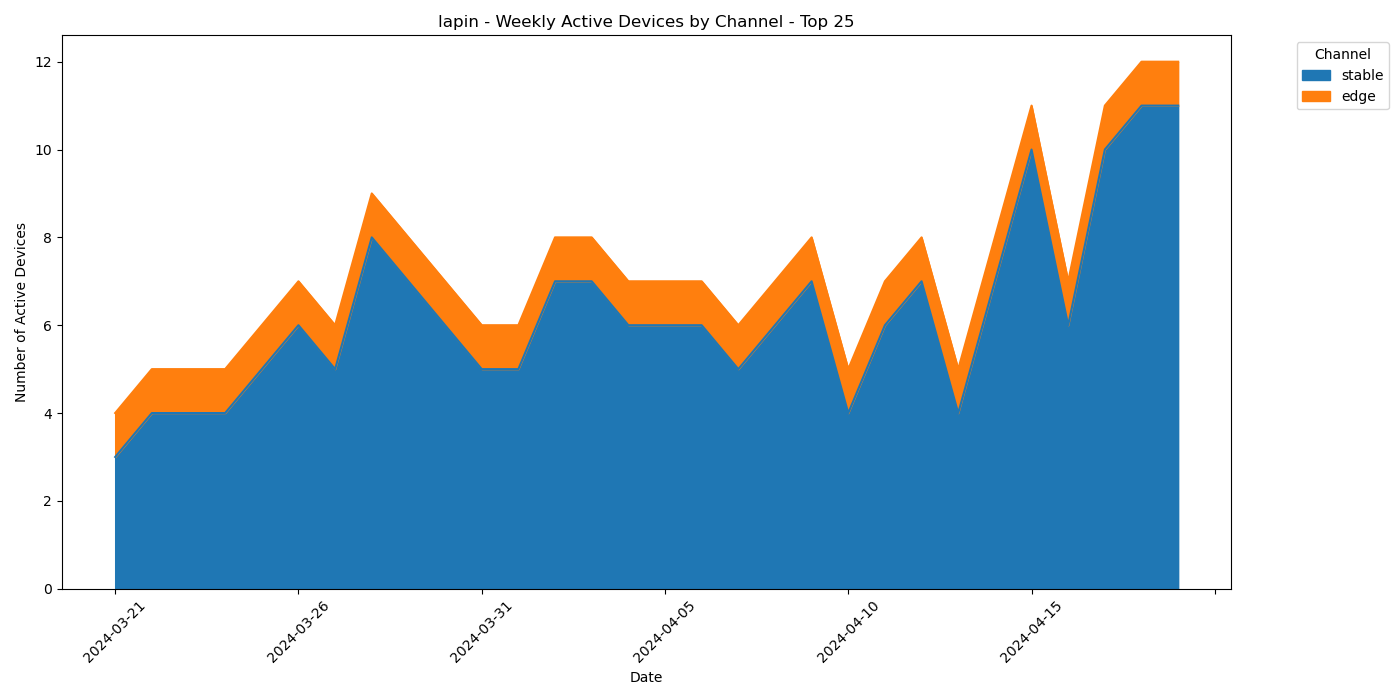 lapin - Weekly Active Devices by Channel - Top 25
Channel
stable
edge
Number of Active Devices
12
10
8
6
4
2
0
2024-03-21
2024-03-26
2024-03-31
2024-04-05
2024-04-10
2024-04-15
Date